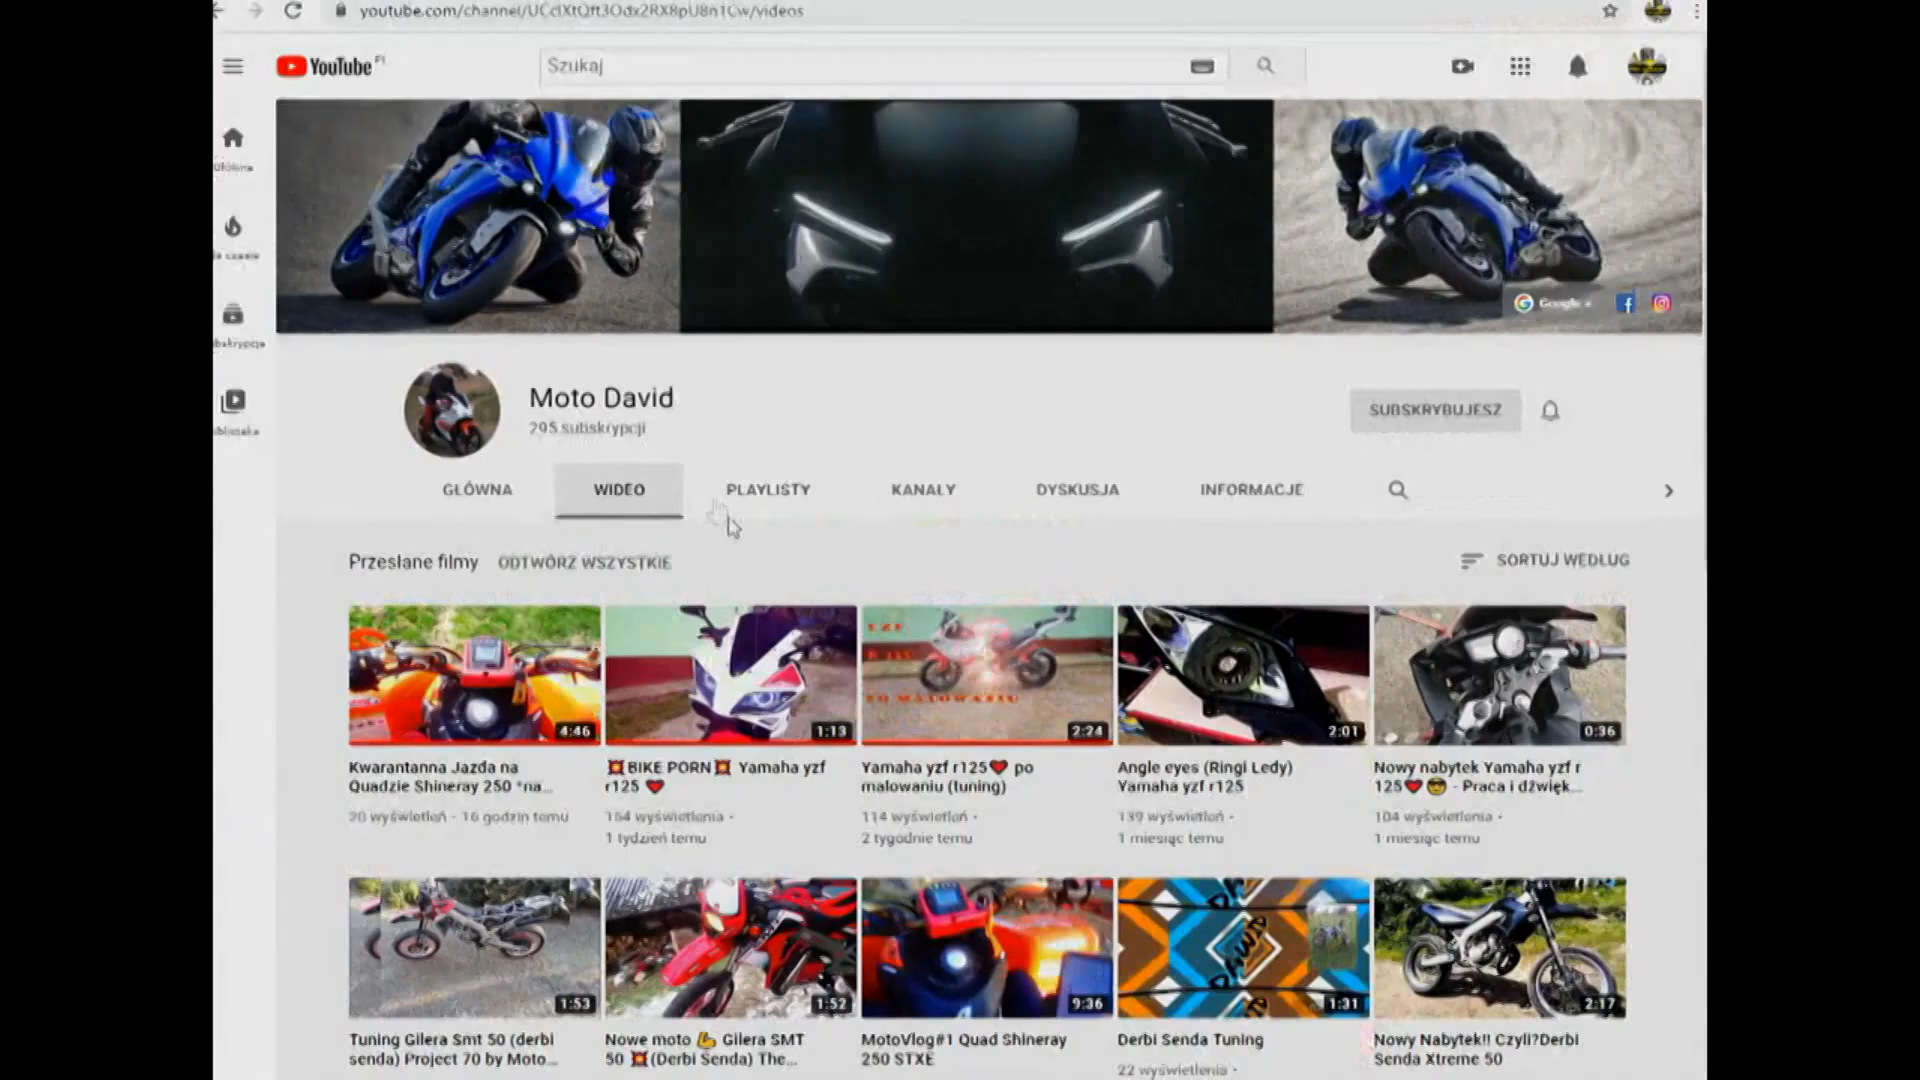 youtube.com/channel/UCclXtQft3Odx2RX8pU8n1Cw/videos
YouTube PL
Szukaj
Główna
Google +
Moto David
295 subskrypcji
SUBSKRYBUJESZ
GŁÓWNA WIDEO PLAYLISTY KANAŁY DYSKUSJA INFORMACJE
Przesłane filmy ODTWÓRZ WSZYSTKIE SORTUJ WEDŁUG
4:46 1:13 2:24 2:01 0:36
Kwarantanna Jazda na
Quadzie Shineray 250 *na...
20 wyświetleń · 16 godzin temu
💥BIKE PORN💥 Yamaha yzf
r125 ❤
164 wyświetlenia ·
1 tydzień temu
Yamaha yzf r125❤ po
malowaniu (tuning)
114 wyświetleń ·
2 tygodnie temu
Angle eyes (Ringi Ledy)
Yamaha yzf r125
139 wyświetleń ·
1 miesiąc temu
Nowy nabytek Yamaha yzf r
125❤ 😎 - Praca i dźwięk...
104 wyświetlenia ·
1 miesiąc temu
1:53 1:52 9:36 1:31 2:17
Tuning Gilera Smt 50 (derbi
senda) Project 70 by Moto...
Nowe moto 💪 Gilera SMT
50 💥(Derbi Senda) The...
MotoVlog#1 Quad Shineray
250 STXE
Derbi Senda Tuning
22 wyświetlenia ·
Nowy Nabytek!! Czyli?Derbi
Senda Xtreme 50